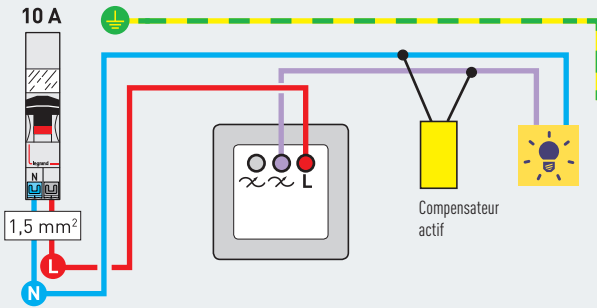 10 A
legrand
N
1,5 mm²
L
N
L
Compensateur
actif